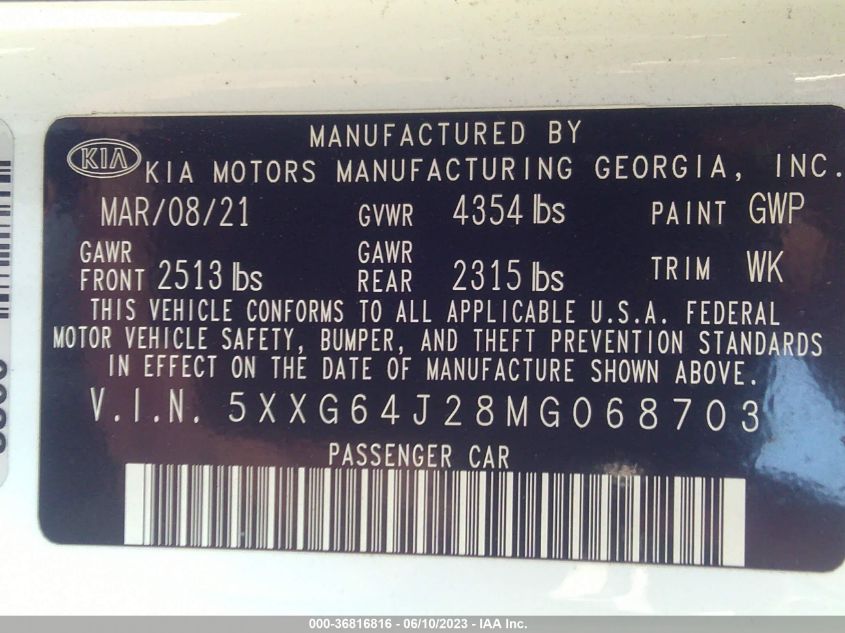 MANUFACTURED BY
KIA KIA MOTORS MANUFACTURING GEORGIA, INC.
MAR/08/21 GVWR 4354 lbs PAINT GWP
GAWR FRONT 2513 lbs GAWR REAR 2315 lbs TRIM WK
THIS VEHICLE CONFORMS TO ALL APPLICABLE U.S.A. FEDERAL
MOTOR VEHICLE SAFETY, BUMPER, AND THEFT PREVENTION STANDARDS
IN EFFECT ON THE DATE OF MANUFACTURE SHOWN ABOVE.
V.I.N. 5XXG64J28MG068703
PASSENGER CAR
000-36816816 - 06/10/2023 - IAA Inc.